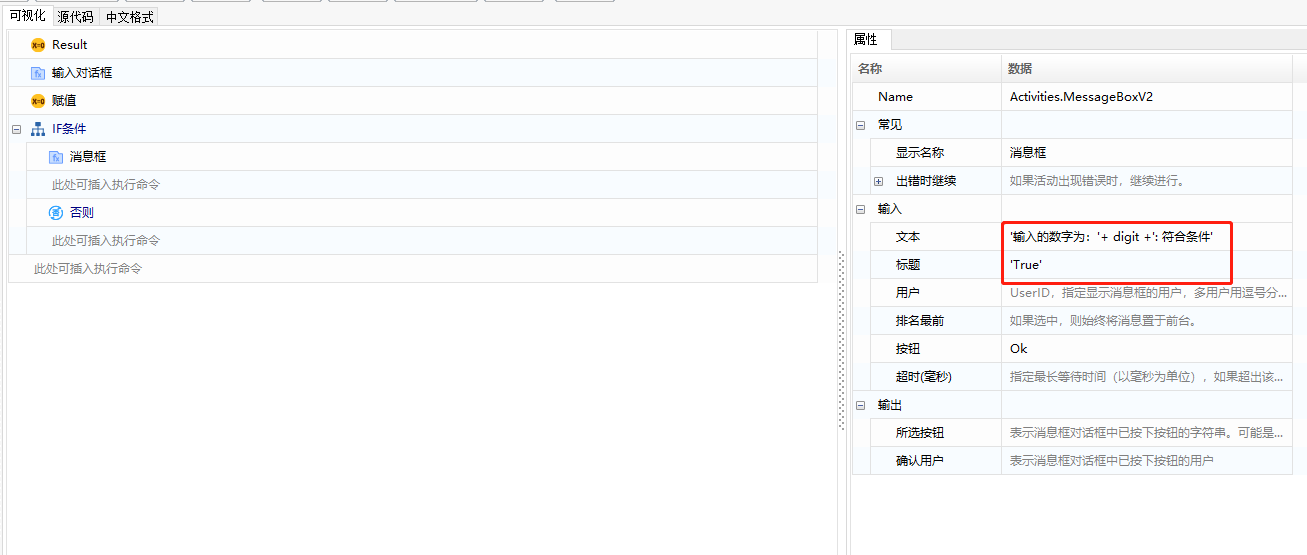 可视化 源代码 中文格式
Result
输入对话框
赋值
IF条件
消息框
此处可插入执行命令
否则
此处可插入执行命令
此处可插入执行命令
属性
名称 数据
Name Activities.MessageBoxV2
常见
显示名称 消息框
出错时继续 如果活动出现错误时，继续进行。
输入
文本 '输入的数字为：'+ digit +': 符合条件'
标题 'True'
用户 UserID，指定显示消息框的用户，多用户用逗号分...
排名最前 如果选中，则始终将消息置于前台。
按钮 Ok
超时(毫秒) 指定最长等待时间（以毫秒为单位），如果超出该...
输出
所选按钮 表示消息框对话框中已按下按钮的字符串。可能是...
确认用户 表示消息框对话框中已按下按钮的用户